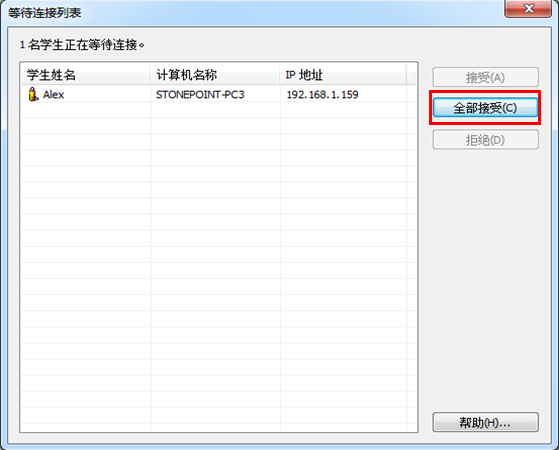 等待连接列表
1 名学生正在等待连接。
学生姓名 计算机名称 IP 地址
Alex STONEPOINT-PC3 192.168.1.159
接受(A)
全部接受(C)
拒绝(D)
帮助(H)...